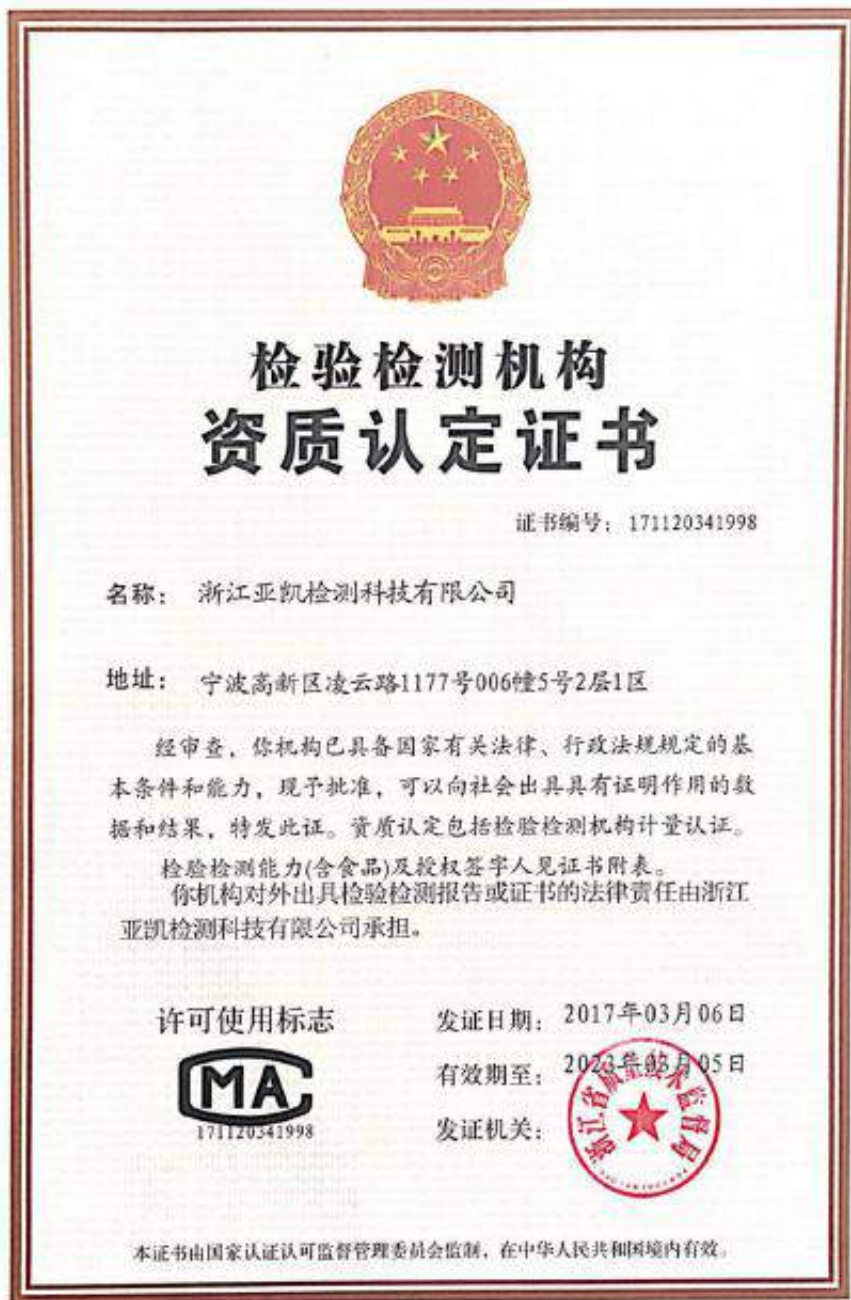 检验检测机构
资质认定证书
证书编号：171120341998
名称：浙江亚凯检测科技有限公司
地址：宁波高新区凌云路1177号006幢5号2层1区
经审查，你机构已具备国家有关法律、行政法规规定的基
本条件和能力，现予批准，可以向社会出具具有证明作用的数
据和结果，特发此证。资质认定包括检验检测机构计量认证。
检验检测能力(含食品)及授权签字人见证书附表。
你机构对外出具检验检测报告或证书的法律责任由浙江
亚凯检测科技有限公司承担。
许可使用标志
MA
171120341998
发证日期：2017年03月06日
有效期至：2023年03月05日
发证机关：
浙江省质量技术监督局
本证书由国家认证认可监督管理委员会监制，在中华人民共和国境内有效。